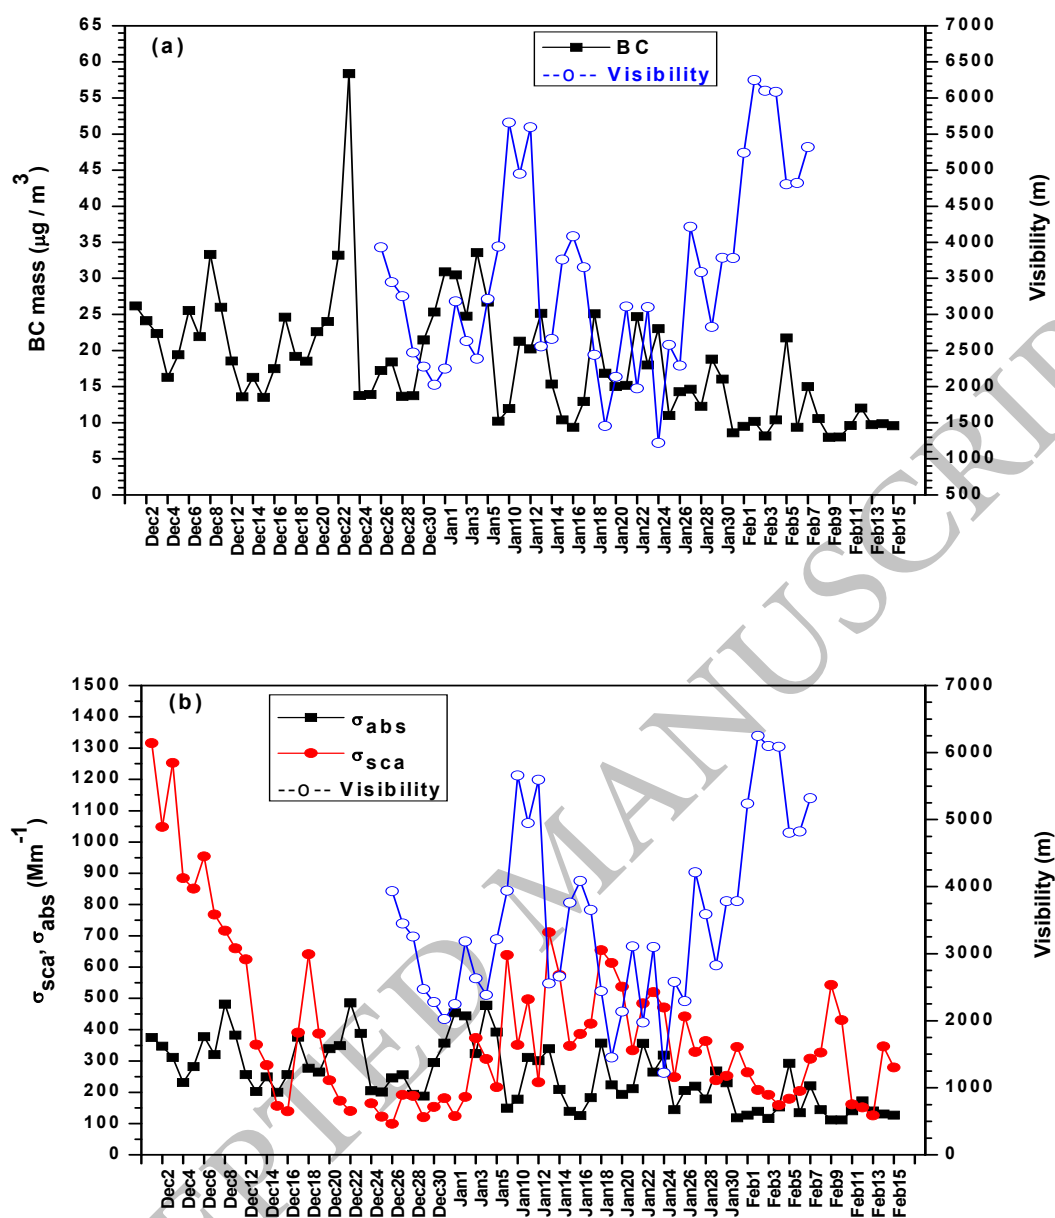 (a)
BC
--o-- Visibility
65
60
55
50
45
40
35
30
25
20
15
10
5
0
BC mass (μg / m³)
7000
6500
6000
5500
5000
4500
4000
3500
3000
2500
2000
1500
1000
500
Visibility (m)
Dec2
Dec4
Dec6
Dec8
Dec12
Dec14
Dec16
Dec18
Dec20
Dec22
Dec24
Dec26
Dec28
Dec30
Jan1
Jan3
Jan5
Jan10
Jan12
Jan14
Jan16
Jan18
Jan20
Jan22
Jan24
Jan26
Jan28
Jan30
Feb1
Feb3
Feb5
Feb7
Feb9
Feb11
Feb13
Feb15
(b)
σabs
σsca
--o-- Visibility
1500
1400
1300
1200
1100
1000
900
800
700
600
500
400
300
200
100
0
σsca, σabs (Mm⁻¹)
7000
6000
5000
4000
3000
2000
1000
0
Visibility (m)
Dec2
Dec4
Dec6
Dec8
Dec12
Dec14
Dec16
Dec18
Dec20
Dec22
Dec24
Dec26
Dec28
Dec30
Jan1
Jan3
Jan5
Jan10
Jan12
Jan14
Jan16
Jan18
Jan20
Jan22
Jan24
Jan26
Jan28
Jan30
Feb1
Feb3
Feb5
Feb7
Feb9
Feb11
Feb13
Feb15
EPTED MANUSCRIP